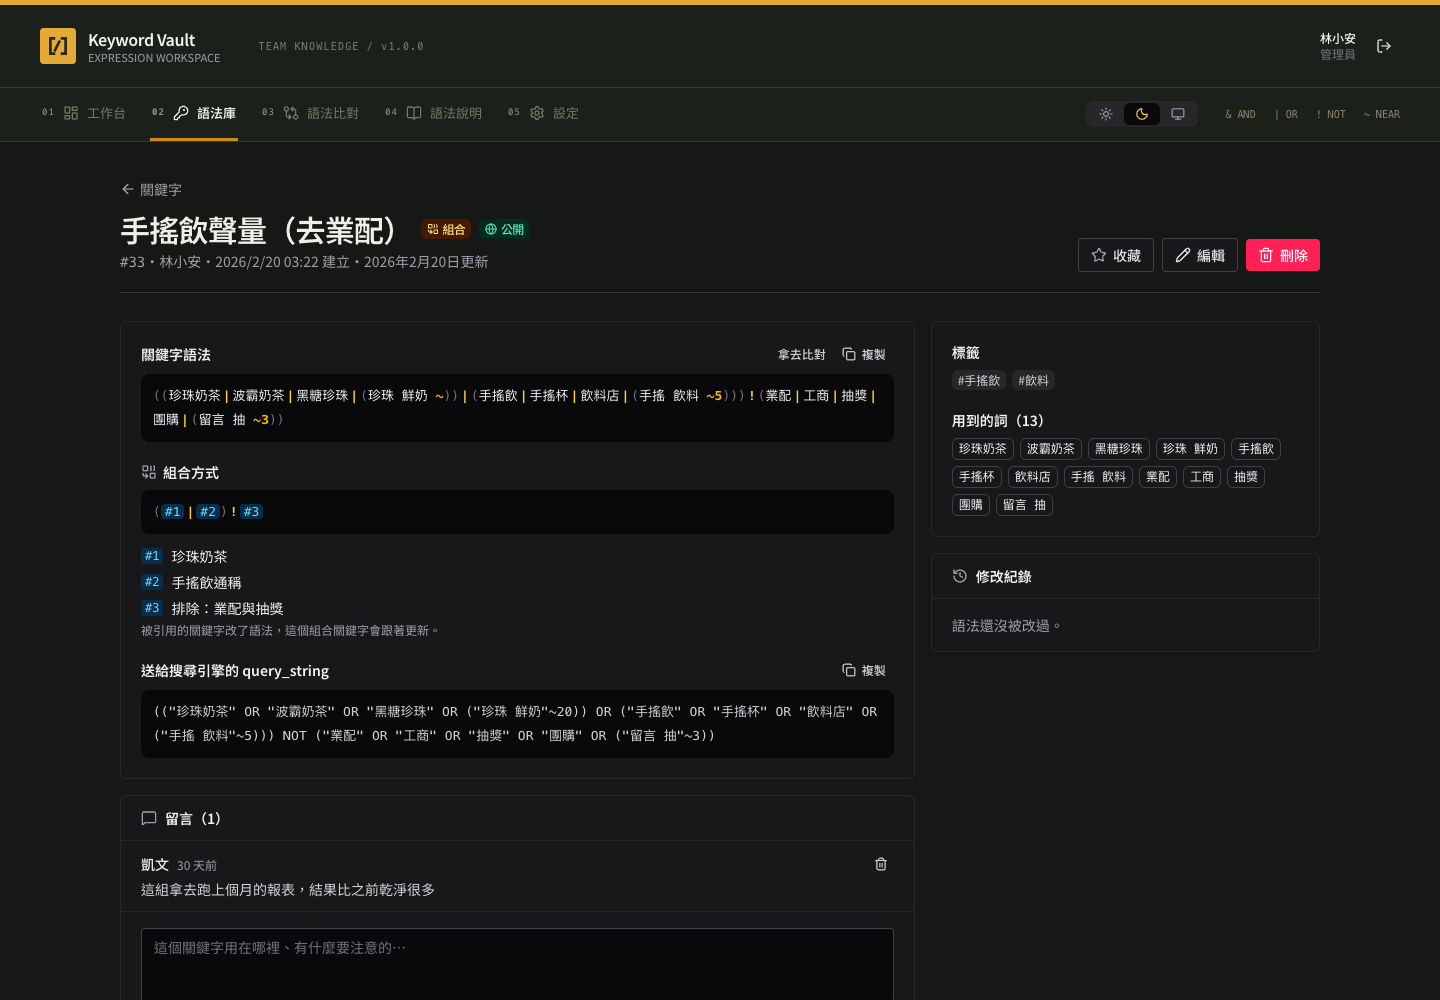 Keyword Vault
EXPRESSION WORKSPACE
TEAM KNOWLEDGE / v1.0.0
林小安
管理員
01 工作台
02 語法庫
03 語法比對
04 語法說明
05 設定
& AND
| OR
! NOT
~ NEAR
關鍵字
手搖飲聲量（去業配）
組合
公開
#33・林小安・2026/2/20 03:22 建立・2026年2月20日更新
收藏
編輯
刪除
關鍵字語法
拿去比對
複製
((珍珠奶茶|波霸奶茶|黑糖珍珠|(珍珠 鮮奶 ~))|(手搖飲|手搖杯|飲料店|(手搖 飲料 ~5)))!(業配|工商|抽獎|
團購|(留言 抽 ~3))
組合方式
(#1|#2)!#3
#1 珍珠奶茶
#2 手搖飲通稱
#3 排除：業配與抽獎
被引用的關鍵字改了語法，這個組合關鍵字會跟著更新。
送給搜尋引擎的 query_string
複製
(("珍珠奶茶" OR "波霸奶茶" OR "黑糖珍珠" OR ("珍珠 鮮奶"~20)) OR ("手搖飲" OR "手搖杯" OR "飲料店" OR
("手搖 飲料"~5))) NOT ("業配" OR "工商" OR "抽獎" OR "團購" OR ("留言 抽"~3))
留言（1）
凱文 30 天前
這組拿去跑上個月的報表，結果比之前乾淨很多
這個關鍵字用在哪裡、有什麼要注意的…
標籤
#手搖飲 #飲料
用到的詞（13）
珍珠奶茶 波霸奶茶 黑糖珍珠 珍珠 鮮奶 手搖飲
手搖杯 飲料店 手搖 飲料 業配 工商 抽獎
團購 留言 抽
修改紀錄
語法還沒被改過。